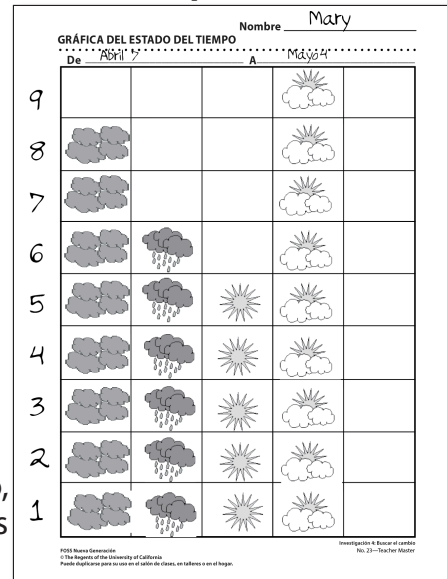 Nombre Mary
GRÁFICA DEL ESTADO DEL TIEMPO
De Abril 7 A Mayo 4
9
8
7
6
5
4
3
2
1
Investigación 4: Buscar el cambio
No. 23—Teacher Master
FOSS Nueva Generación
© The Regents of the University of California
Puede duplicarse para su uso en el salón de clases, en talleres o en el hogar.